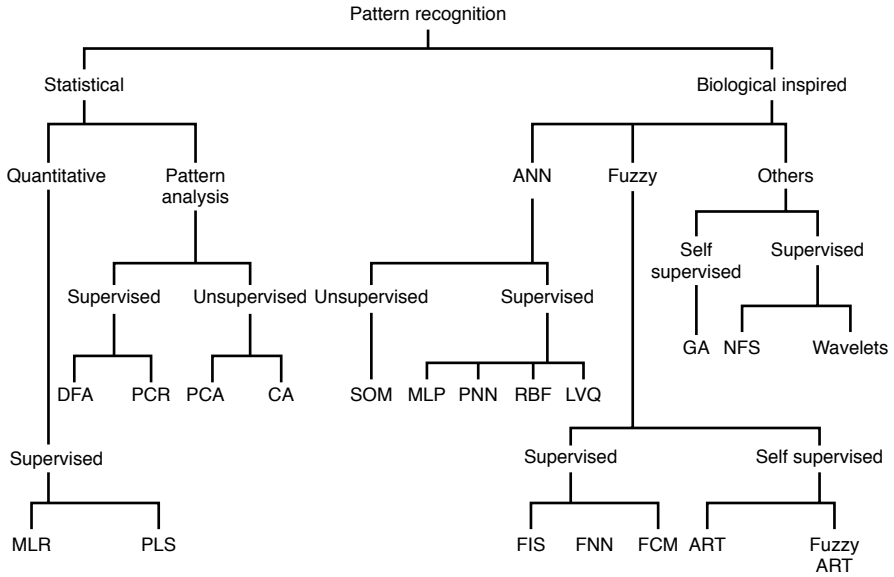 Pattern recognition
Statistical
Biological inspired
Quantitative
Pattern
analysis
ANN
Fuzzy
Others
Self
supervised
Supervised
Supervised
Unsupervised
Unsupervised
Supervised
GA
NFS
Wavelets
DFA
PCR
PCA
CA
SOM
MLP
PNN
RBF
LVQ
Supervised
Supervised
Self supervised
MLR
PLS
FIS
FNN
FCM
ART
Fuzzy
ART